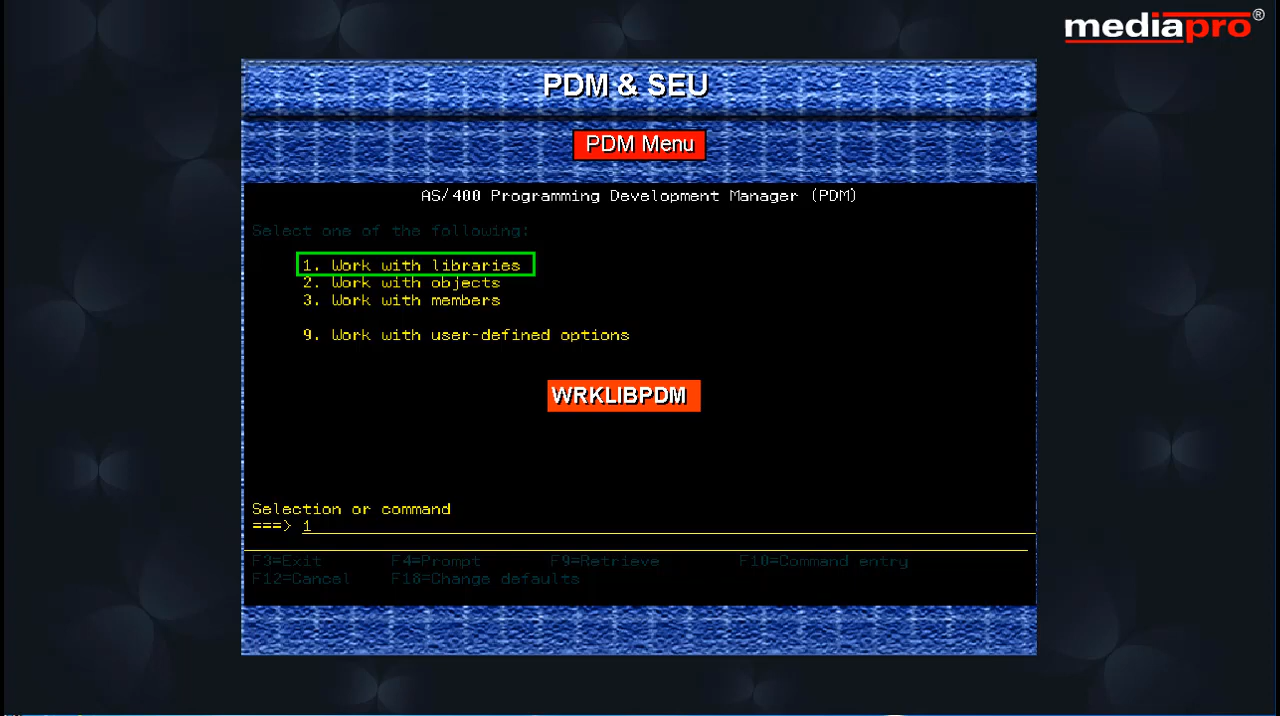 mediapro®
PDM & SEU
PDM Menu
AS/400 Programming Development Manager (PDM)
Select one of the following:
1. Work with libraries
2. Work with objects
3. Work with members
9. Work with user-defined options
WRKLIBPDM
Selection or command
===> 1
F3=Exit F4=Prompt F9=Retrieve F10=Command entry
F12=Cancel F18=Change defaults